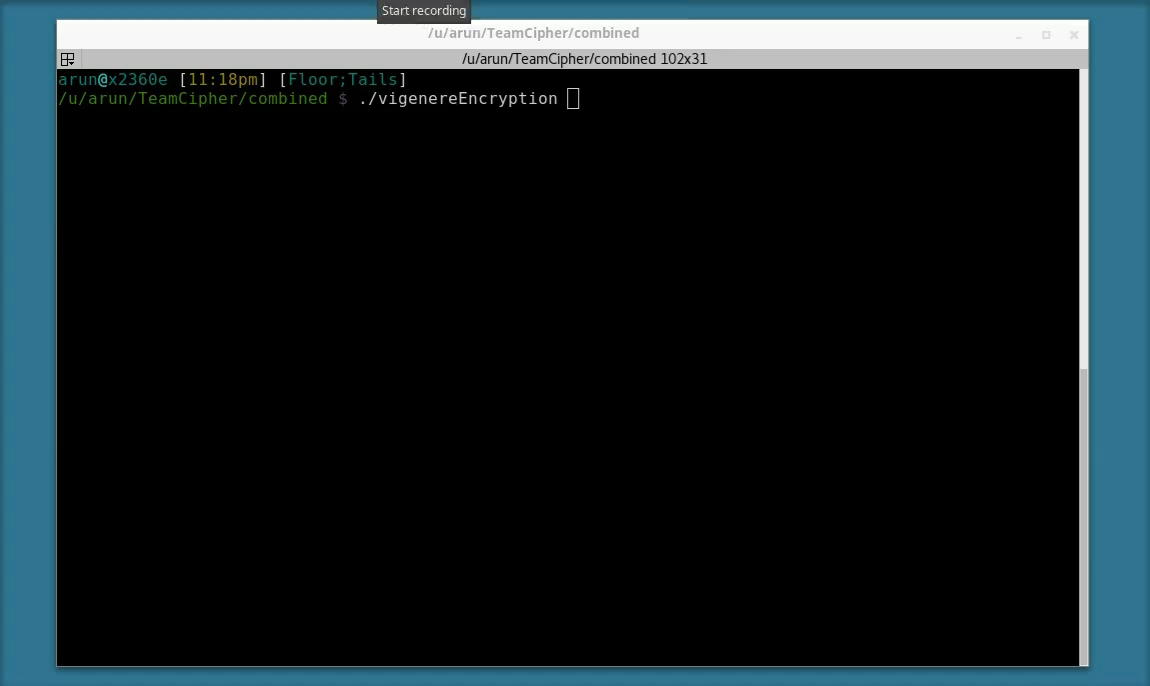 Start recording
/u/arun/TeamCipher/combined
/u/arun/TeamCipher/combined 102x31
arun@x2360e [11:18pm] [Floor;Tails]
/u/arun/TeamCipher/combined $ ./vigenereEncryption